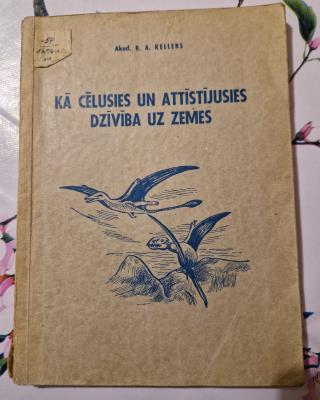 Akad. B. A. KELLERS
KĀ CĒLUSIES UN ATTĪSTĪJUSIES
DZĪVĪBA UZ ZEMES